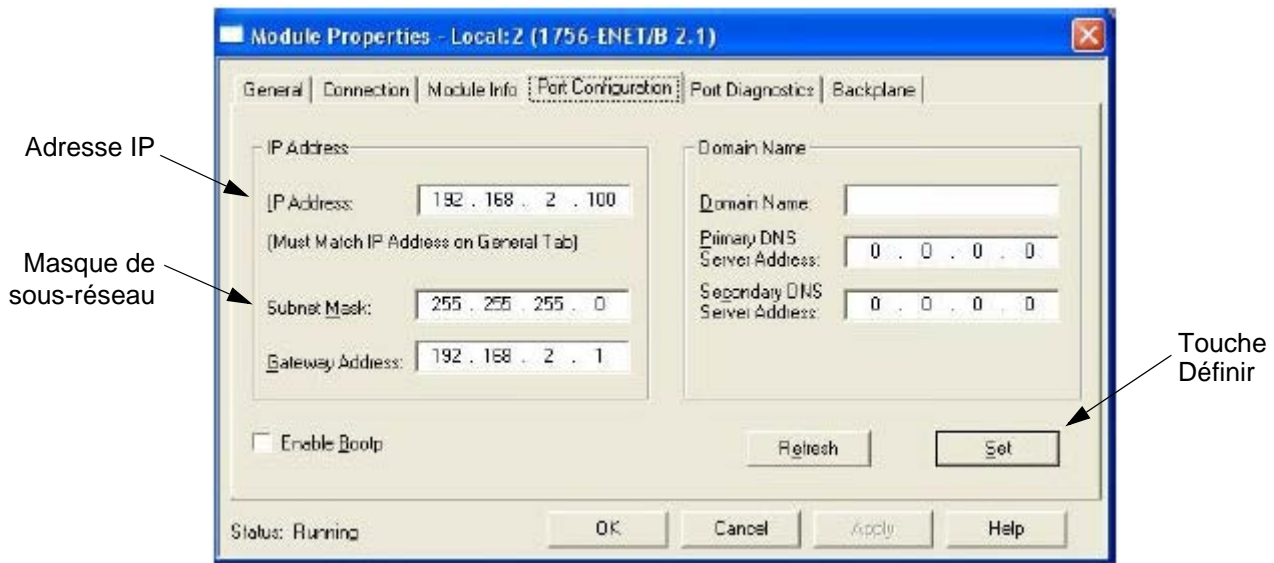 Module Properties - Local:2 (1756-ENET/B 2.1)
General Connection Module Info Port Configuration Port Diagnostics Backplane
Adresse IP
IP Address
IP Address: 192 . 168 . 2 . 100
(Must Match IP Address on General Tab)
Masque de
sous-réseau
Subnet Mask: 255 . 255 . 255 . 0
Gateway Address: 192 . 168 . 2 . 1
Domain Name
Domain Name:
Primary DNS
Server Address: 0 . 0 . 0 . 0
Secondary DNS
Server Address: 0 . 0 . 0 . 0
Touche
Définir
Enable Bootp
Refresh Set
Status: Running
OK Cancel Apply Help